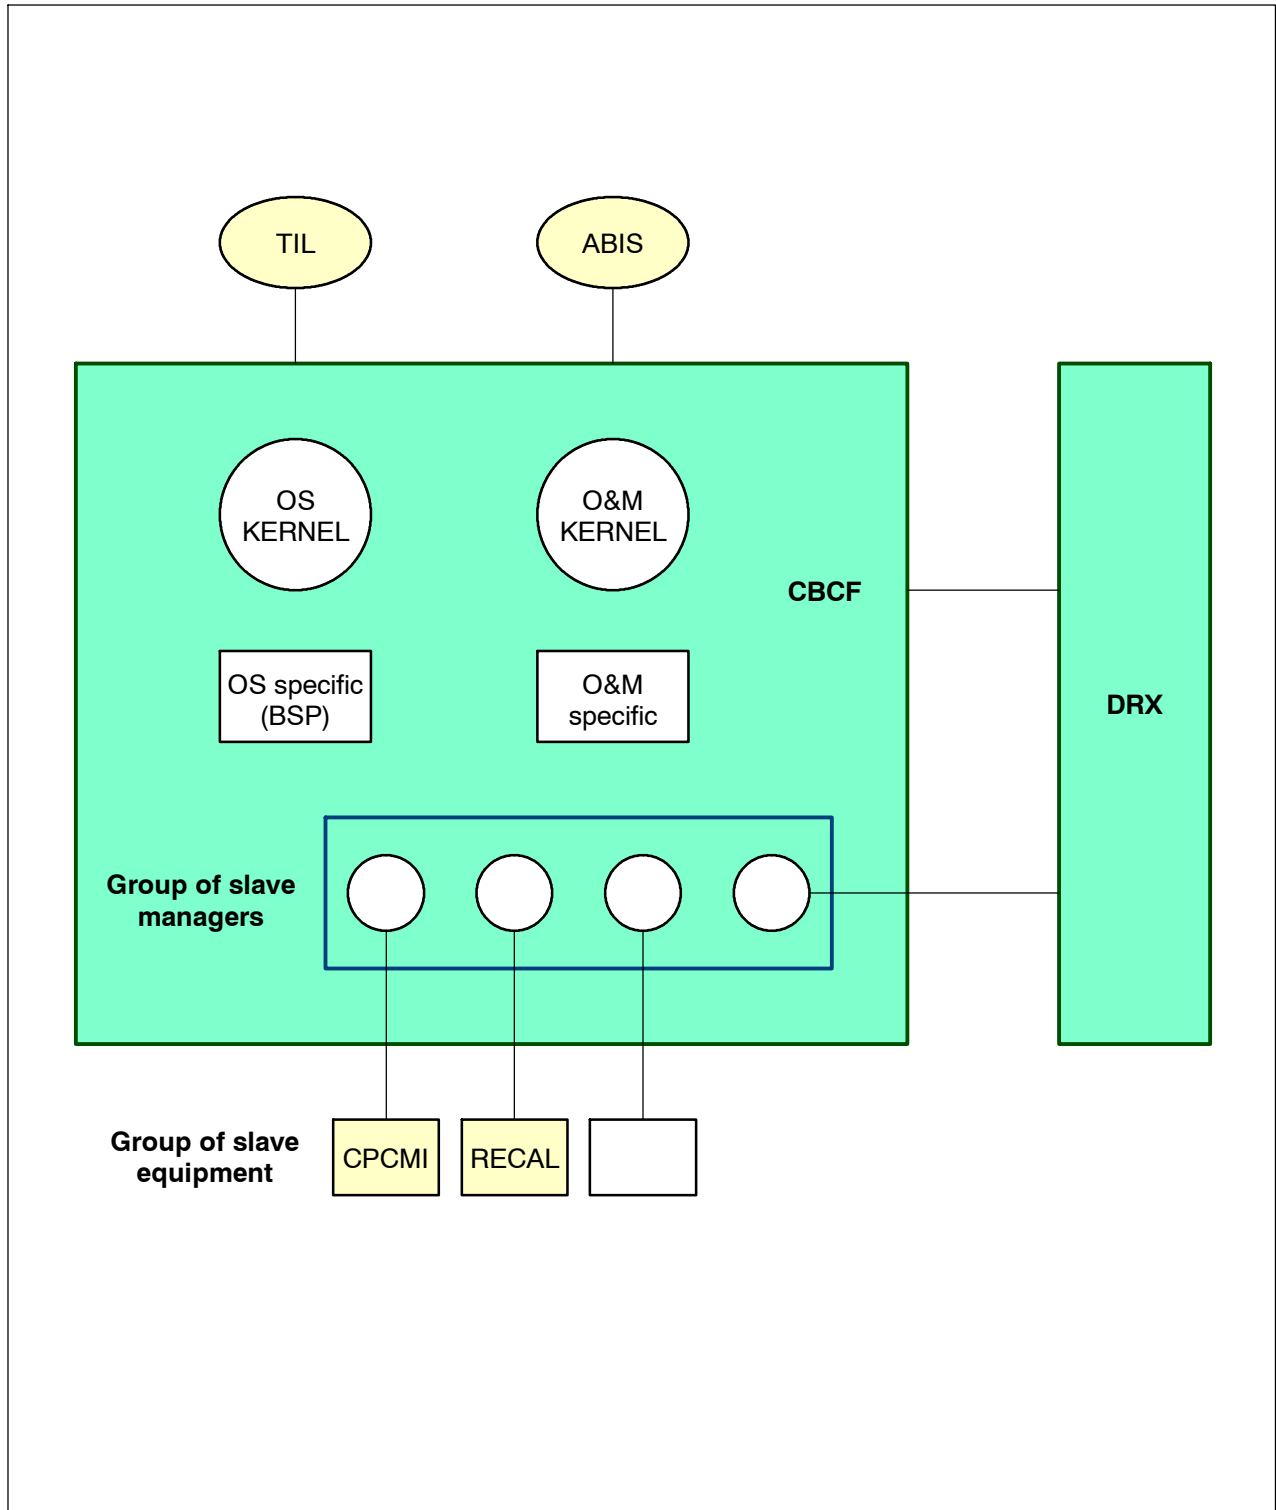 TIL
ABIS
OS
KERNEL
O&M
KERNEL
CBCF
OS specific
(BSP)
O&M
specific
DRX
Group of slave
managers
Group of slave
equipment
CPCMI
RECAL